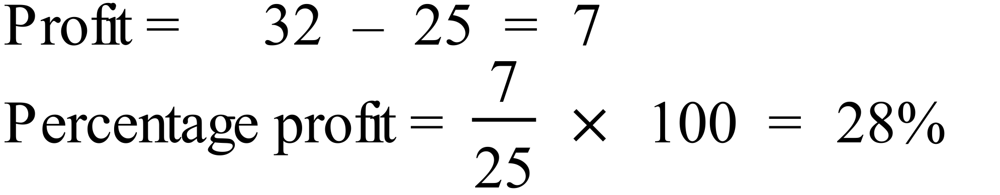 Profit = 32 – 25 = 7
Percentage profit = 7/25 × 100 = 28%